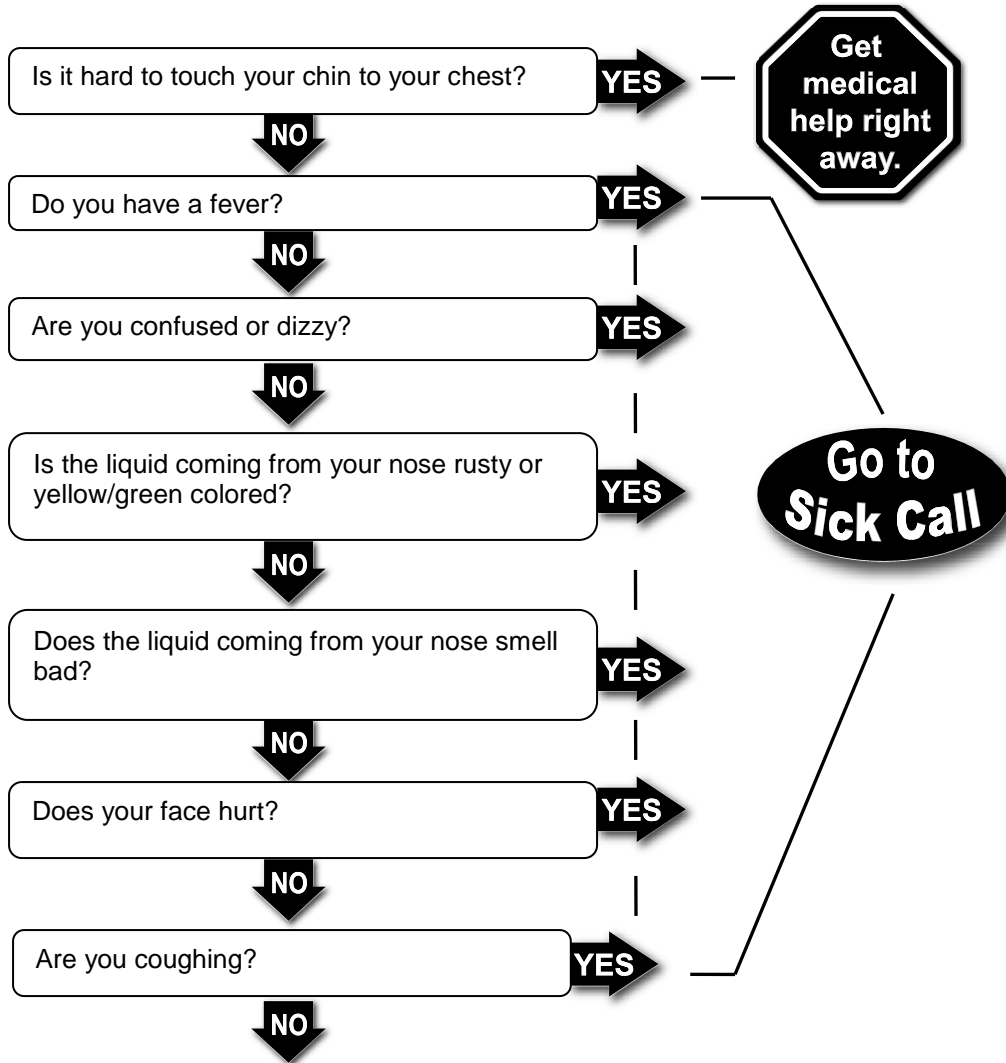 Is it hard to touch your chin to your chest?
YES
Get
medical
help right
away.
NO
Do you have a fever?
YES
NO
Are you confused or dizzy?
YES
NO
Is the liquid coming from your nose rusty or
yellow/green colored?
YES
Go to
Sick Call
NO
Does the liquid coming from your nose smell
bad?
YES
NO
Does your face hurt?
YES
NO
Are you coughing?
YES
NO